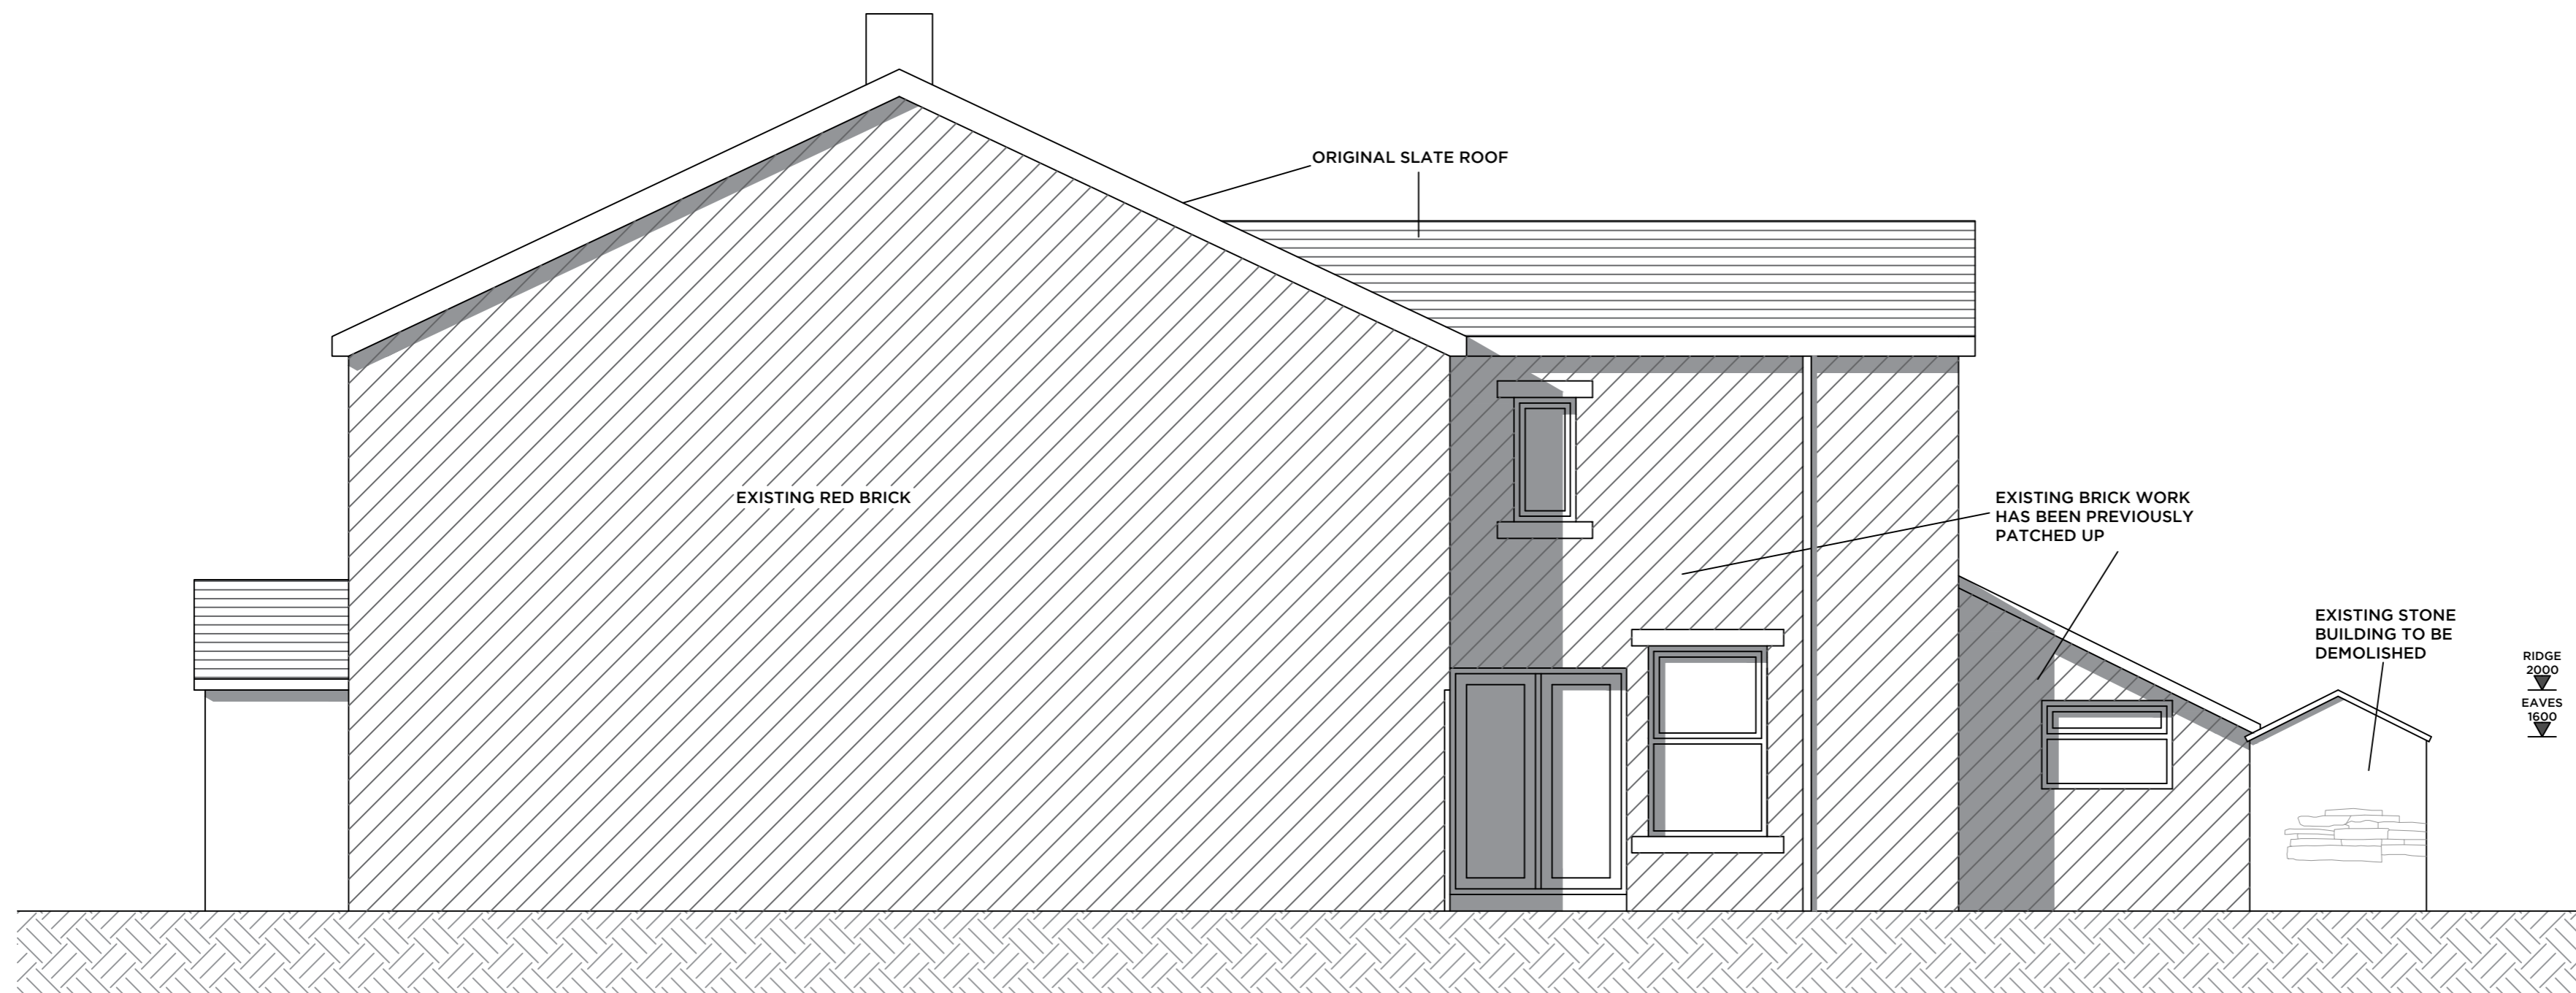 ORIGINAL SLATE ROOF
EXISTING RED BRICK
EXISTING BRICK WORK
HAS BEEN PREVIOUSLY
PATCHED UP
EXISTING STONE
BUILDING TO BE
DEMOLISHED
RIDGE
2000
EAVES
1600